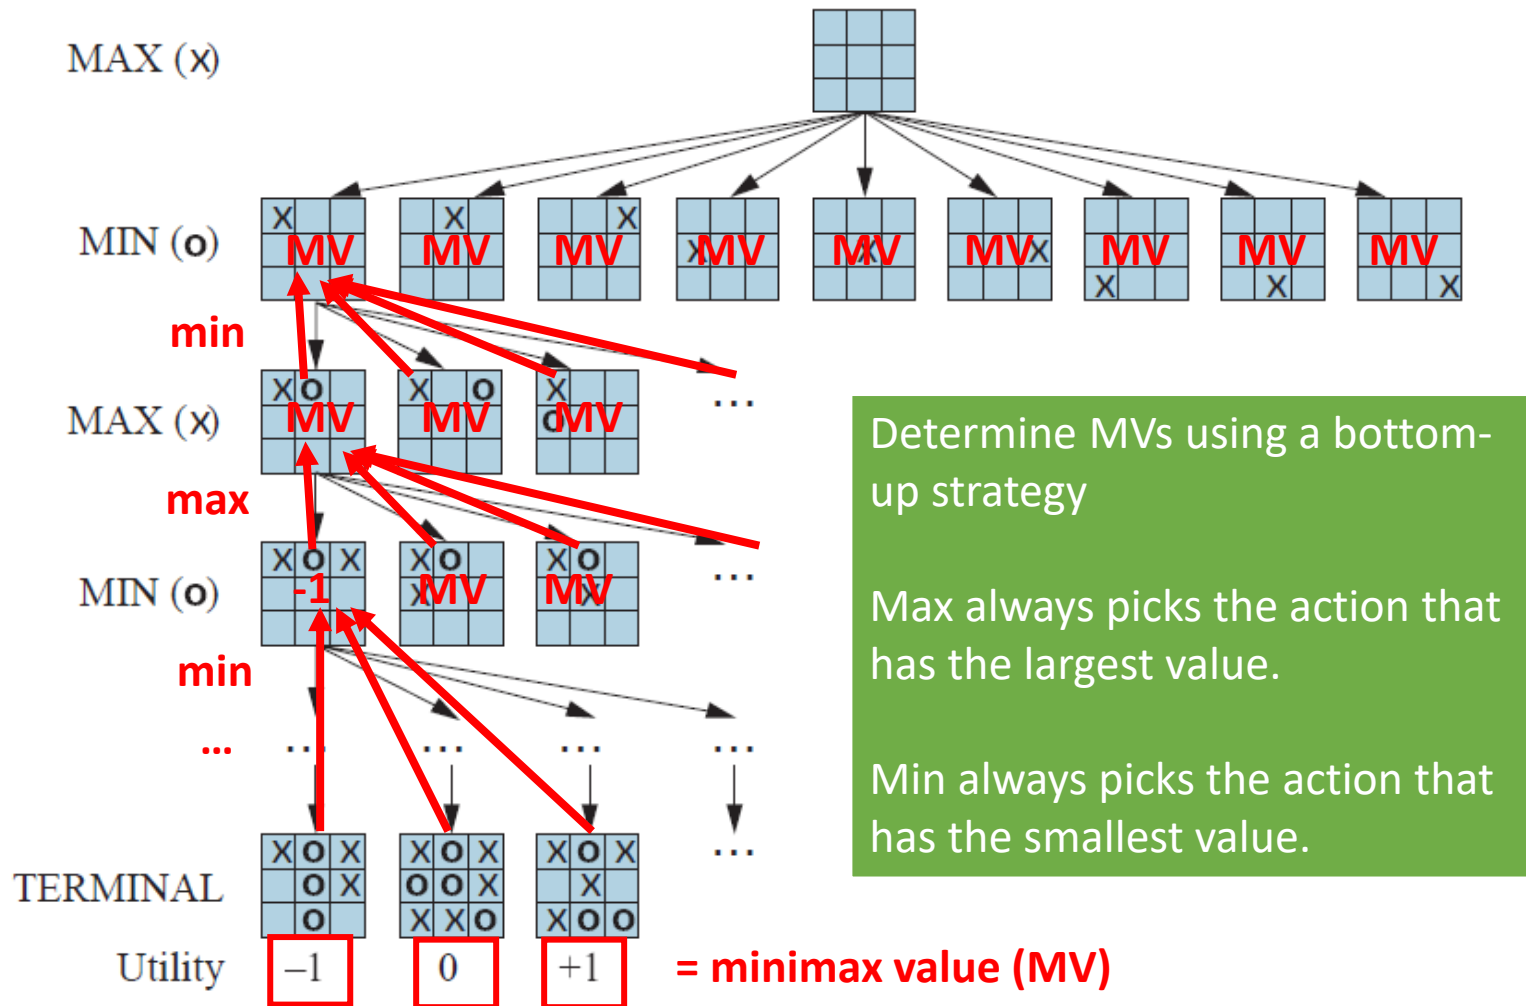 MAX (x)
MIN (o)
X X X X X X X X X
MV MV MV MV MV MV MV MV MV
min
MAX (x)
X O X O X O
MV MV MV
...
max
MIN (o)
X O X X O X X O X
-1 MV MV
...
min
... ... ... ... ...
TERMINAL
X O X X O X X O X
O X O O X X
O X X O X O O
...
Utility -1 0 +1 = minimax value (MV)
Determine MVs using a bottom-
up strategy
Max always picks the action that
has the largest value.
Min always picks the action that
has the smallest value.